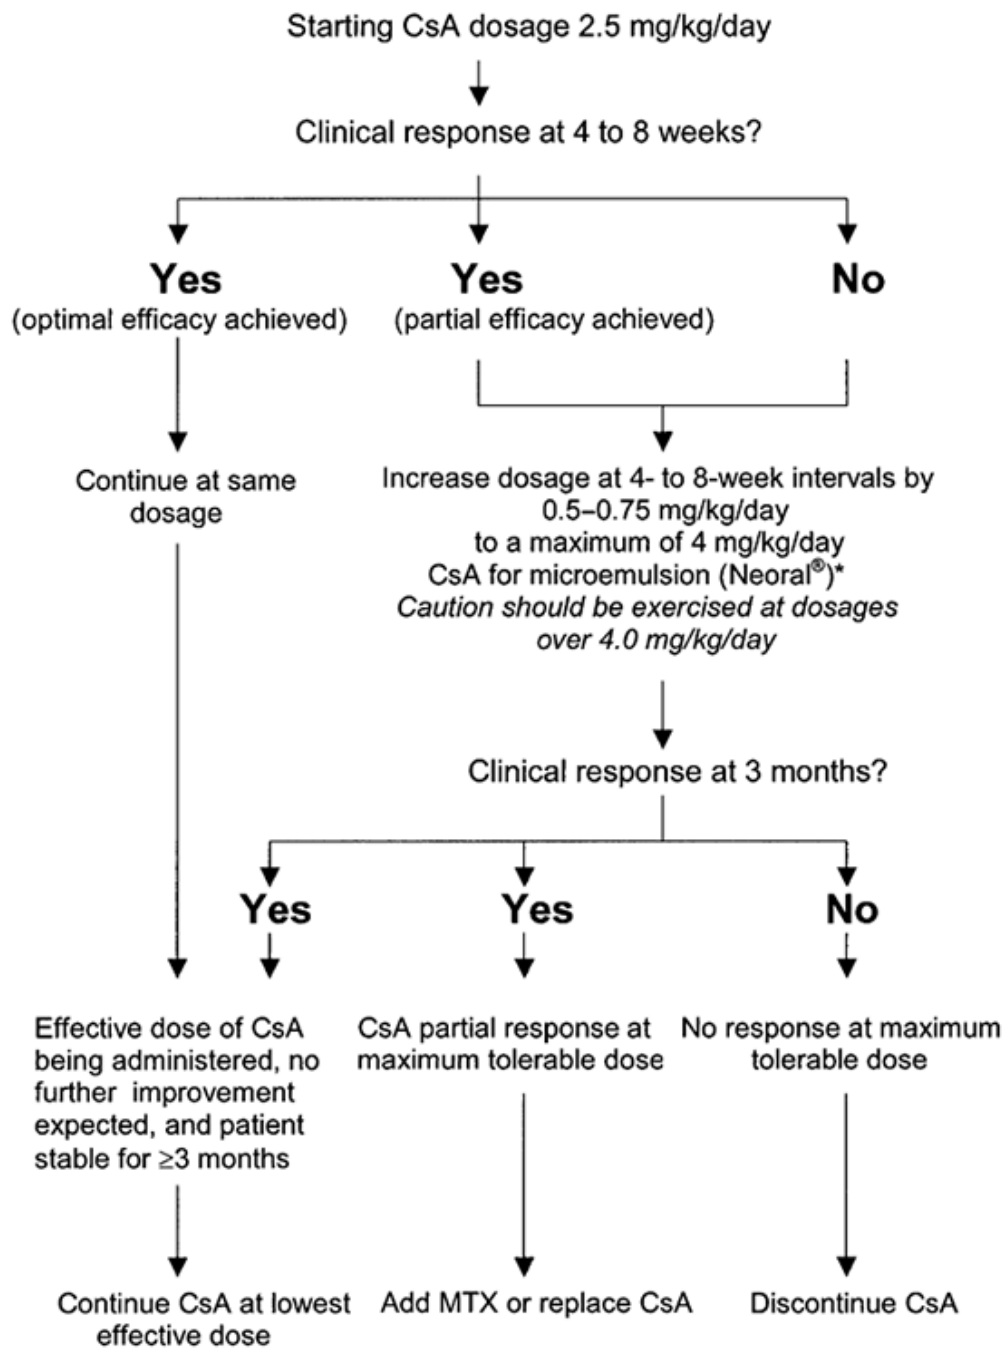 Starting CsA dosage 2.5 mg/kg/day
Clinical response at 4 to 8 weeks?
Yes
(optimal efficacy achieved)
Yes
(partial efficacy achieved)
No
Continue at same
dosage
Increase dosage at 4- to 8-week intervals by
0.5–0.75 mg/kg/day
to a maximum of 4 mg/kg/day
CsA for microemulsion (Neoral®)*
Caution should be exercised at dosages
over 4.0 mg/kg/day
Clinical response at 3 months?
Yes
Yes
No
Effective dose of CsA
being administered, no
further improvement
expected, and patient
stable for ≥3 months
CsA partial response at
maximum tolerable dose
No response at maximum
tolerable dose
Continue CsA at lowest
effective dose
Add MTX or replace CsA
Discontinue CsA